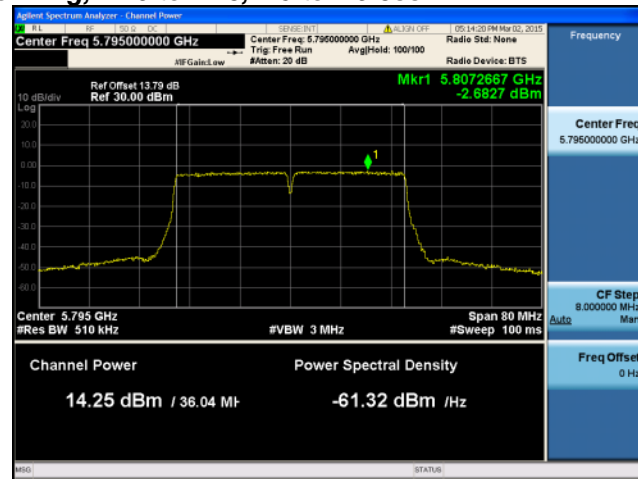 Agilent Spectrum Analyzer - Channel Power
RL RF 50 Ω DC SENSE:INT ALIGN OFF 05:14:20 PM Mar 02, 2015
Center Freq 5.795000000 GHz
Center Freq: 5.795000000 GHz
Radio Std: None
Trig: Free Run Avg|Hold: 100/100
#IFGain:Low #Atten: 20 dB Radio Device: BTS
Frequency
Ref Offset 13.79 dB
Mkr1 5.8072667 GHz
10 dB/div Ref 30.00 dBm
-2.6827 dBm
Log
20.0
10.0
0.00
-10.0
-20.0
-30.0
-40.0
-50.0
-60.0
1
Center Freq
5.795000000 GHz
Center 5.795 GHz Span 80 MHz
#Res BW 510 kHz #VBW 3 MHz #Sweep 100 ms
CF Step
8.000000 MHz
Auto Man
Channel Power Power Spectral Density
14.25 dBm / 36.04 MH
-61.32 dBm /Hz
Freq Offset
0 Hz
MSG STATUS